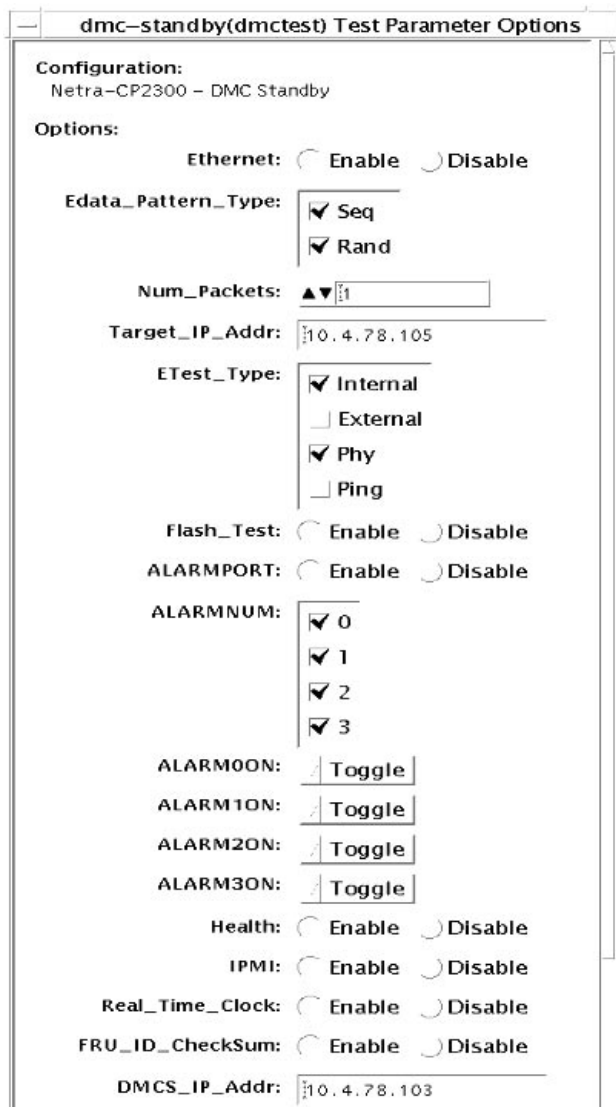 dmc-standby(dmctest) Test Parameter Options
Configuration:
Netra-CP2300 - DMC Standby
Options:
Ethernet: Enable Disable
Edata_Pattern_Type: Seq
Rand
Num_Packets: 1
Target_IP_Addr: 10.4.78.105
ETest_Type: Internal
External
Phy
Ping
Flash_Test: Enable Disable
ALARMPORT: Enable Disable
ALARMNUM: 0
1
2
3
ALARM0ON: Toggle
ALARM1ON: Toggle
ALARM2ON: Toggle
ALARM3ON: Toggle
Health: Enable Disable
IPMI: Enable Disable
Real_Time_Clock: Enable Disable
FRU_ID_CheckSum: Enable Disable
DMCS_IP_Addr: 10.4.78.103